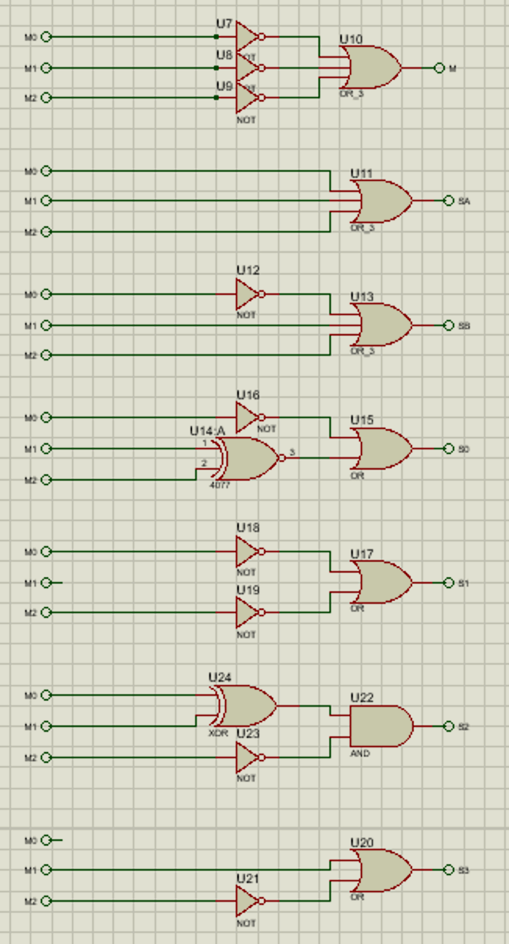 U7
U10
M0
U8
OT
M1
M
U9
OT
M2
OR_3
NOT
M0
U11
M1
SA
M2
OR_3
U12
M0
U13
NOT
M1
SB
M2
OR_3
U16
M0
U15
U14:A
NOT
M1
1
3
S0
2
M2
4077
OR
U18
M0
U17
NOT
M1
S1
U19
M2
OR
NOT
U24
M0
U22
M1
S2
XOR
U23
M2
AND
NOT
M0
U20
M1
S3
U21
M2
OR
NOT